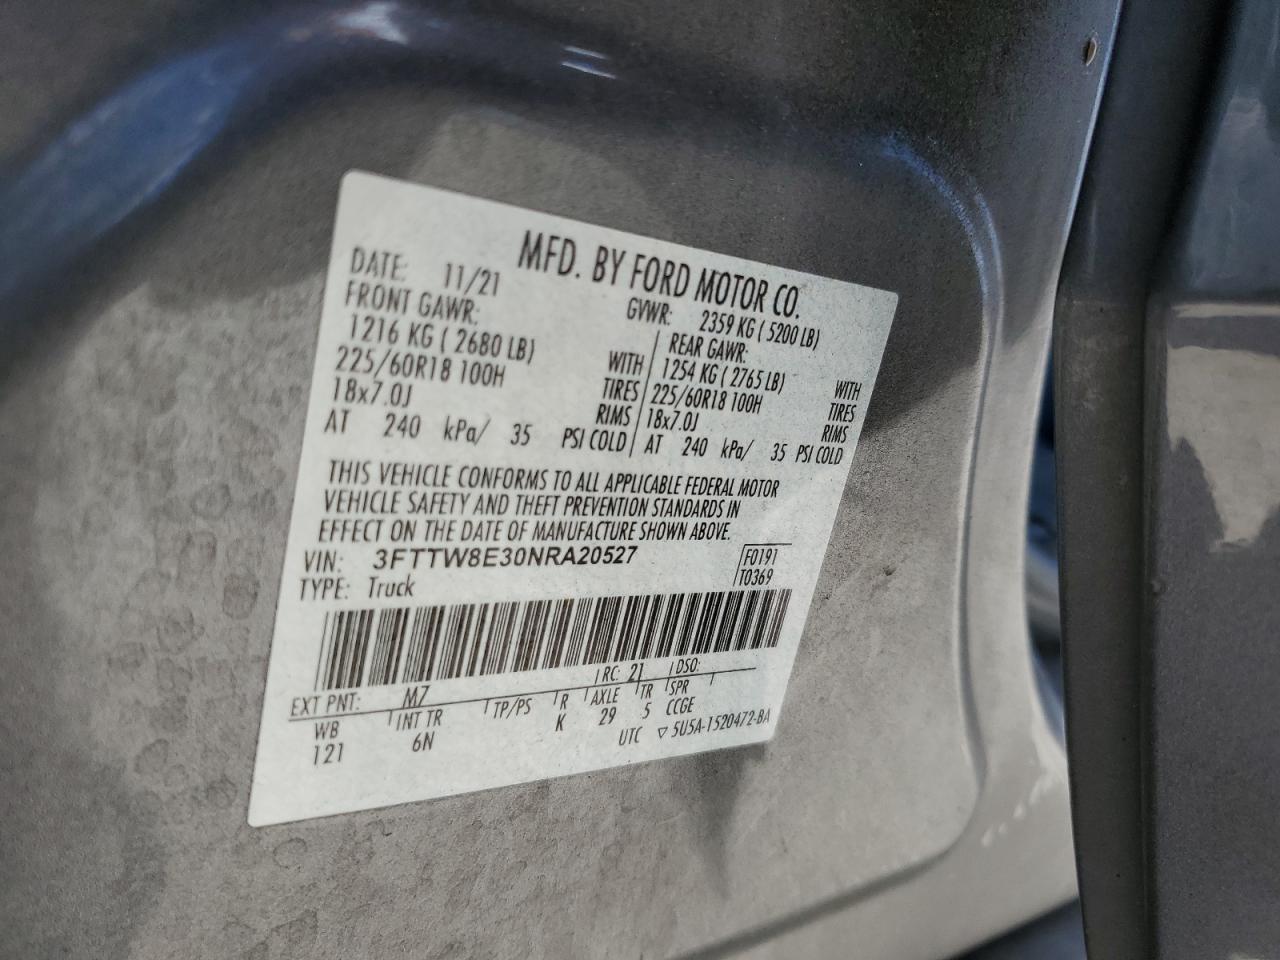 MFD. BY FORD MOTOR CO.
DATE: 11/21 GVWR: 2359 KG ( 5200 LB)
FRONT GAWR: REAR GAWR:
1216 KG ( 2680 LB) WITH 1254 KG ( 2765 LB) WITH
225/60R18 100H TIRES 225/60R18 100H TIRES
18x7.0J RIMS 18x7.0J RIMS
AT 240 kPa/ 35 PSI COLD AT 240 kPa/ 35 PSI COLD
THIS VEHICLE CONFORMS TO ALL APPLICABLE FEDERAL MOTOR
VEHICLE SAFETY AND THEFT PREVENTION STANDARDS IN
EFFECT ON THE DATE OF MANUFACTURE SHOWN ABOVE.
VIN: 3FTTW8E30NRA20527 F0191
TYPE: Truck T0369
EXT PNT: M7 RC: 21 DSO:
WB INT TR TP/PS R AXLE TR SPR
121 6N K 29 5 CCGE
UTC ▽ 5U5A-1520472-BA